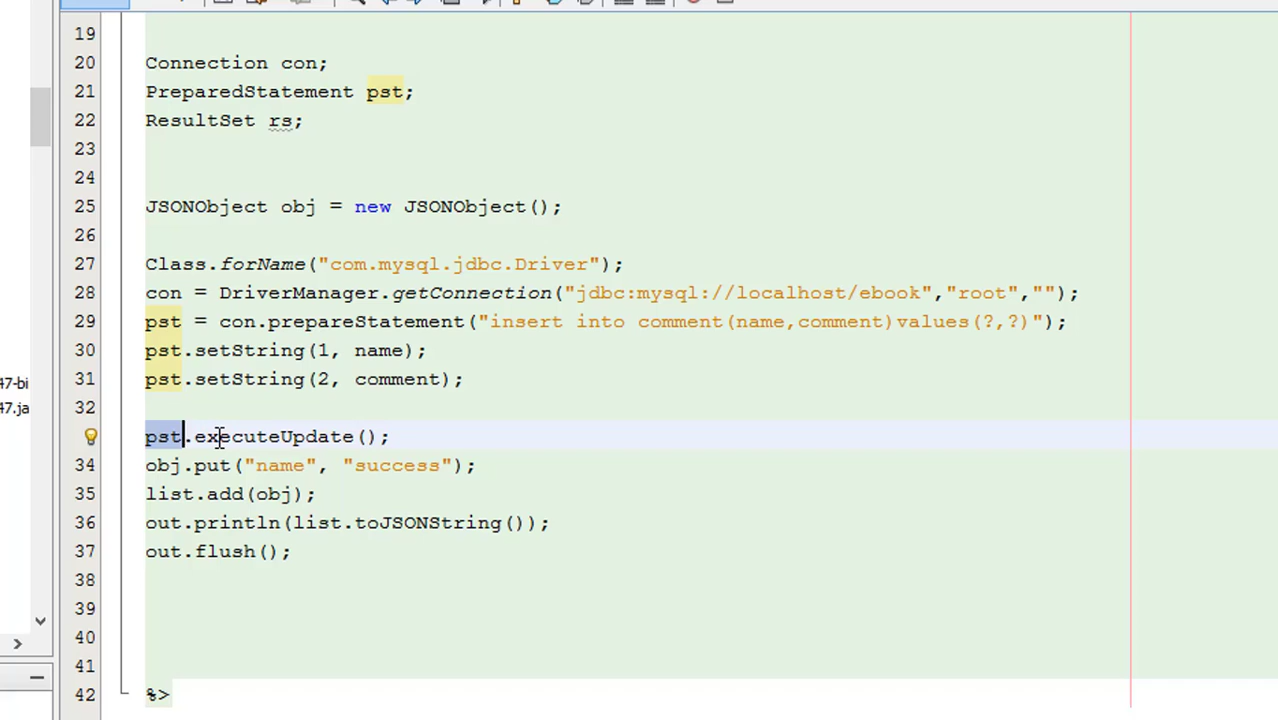 19
20 Connection con;
21 PreparedStatement pst;
22 ResultSet rs;
23
24
25 JSONObject obj = new JSONObject();
26
27 Class.forName("com.mysql.jdbc.Driver");
28 con = DriverManager.getConnection("jdbc:mysql://localhost/ebook","root","");
29 pst = con.prepareStatement("insert into comment(name,comment)values(?,?)");
30 pst.setString(1, name);
31 pst.setString(2, comment);
47-bi
32
47.ja
pst.executeUpdate();
34 obj.put("name", "success");
35 list.add(obj);
36 out.println(list.toJSONString());
37 out.flush();
38
39
40
41
42 %>